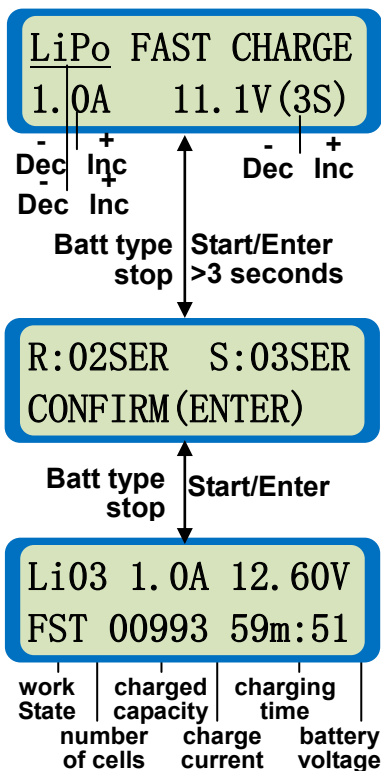 LiPo FAST CHARGE
1.0A 11.1V(3S)
- + - +
Dec Inc Dec Inc
- +
Dec Inc
Batt type Start/Enter
stop >3 seconds
R:02SER S:03SER
CONFIRM(ENTER)
Batt type Start/Enter
stop
Li03 1.0A 12.60V
FST 00993 59m:51
work charged charging
State capacity time
number charge battery
of cells current voltage